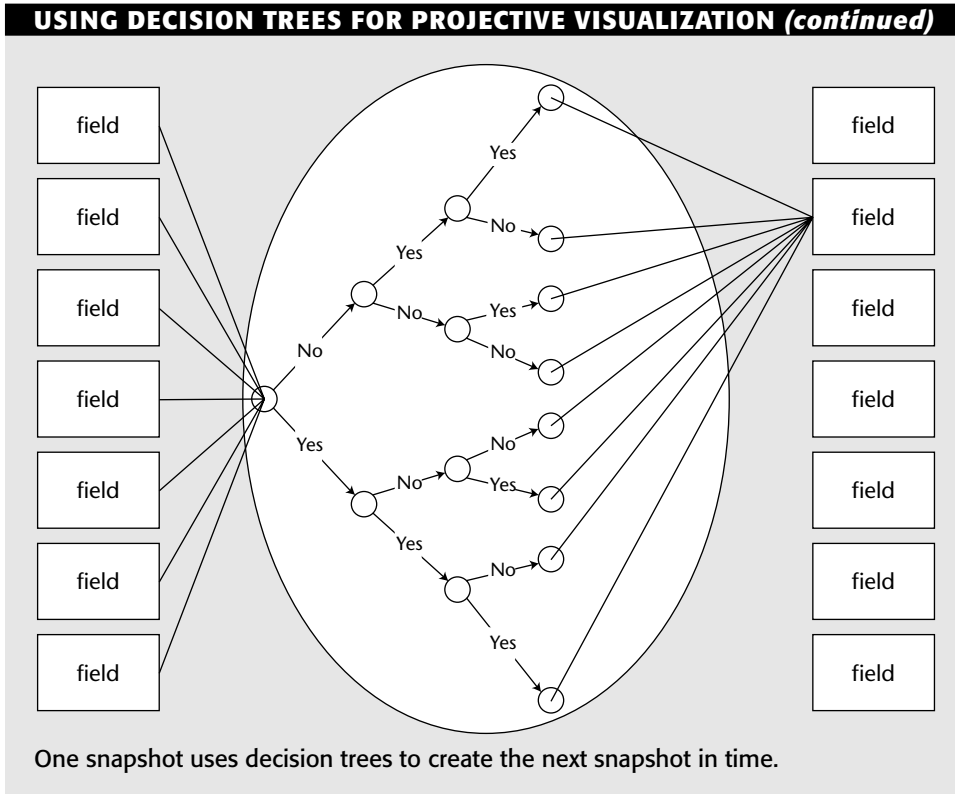 USING DECISION TREES FOR PROJECTIVE VISUALIZATION (continued)
field
field
field
field
field
field
field
No
Yes
Yes
No
No
Yes
Yes
No
Yes
No
No
Yes
No
Yes
field
field
field
field
field
field
field
One snapshot uses decision trees to create the next snapshot in time.